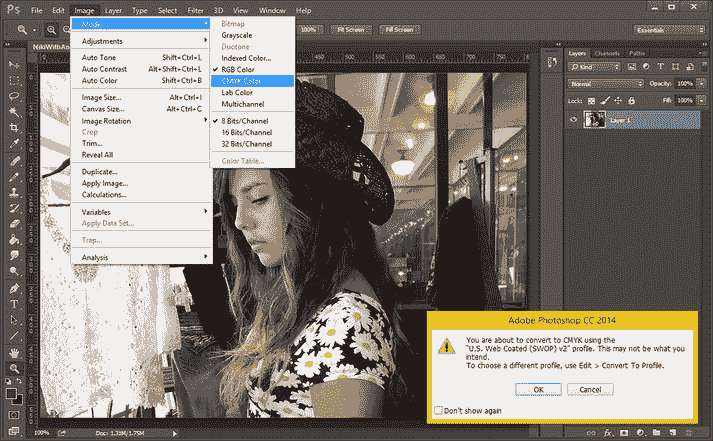 Ps File Edit Image Layer Type Select Filter 3D View Window Help
100% Fit Screen Fill Screen Essentials
Mode
Adjustments
Auto Tone Shift+Ctrl+L
Auto Contrast Alt+Shift+Ctrl+L
Auto Color Shift+Ctrl+B
Image Size... Alt+Ctrl+I
Canvas Size... Alt+Ctrl+C
Image Rotation
Crop
Trim...
Reveal All
Duplicate...
Apply Image...
Calculations...
Variables
Apply Data Set...
Trap...
Analysis
Bitmap
Grayscale
Duotone
Indexed Color...
RGB Color
CMYK Color
Lab Color
Multichannel
8 Bits/Channel
16 Bits/Channel
32 Bits/Channel
Color Table...
Layers Channels Paths
Kind
Normal Opacity: 100%
Lock: Fill: 100%
Layer 1
Adobe Photoshop CC 2014
You are about to convert to CMYK using the
"U.S. Web Coated (SWOP) v2" profile. This may not be what you
intend.
To choose a different profile, use Edit > Convert To Profile.
OK Cancel
Don't show again
100% Doc: 1.33M/1.79M